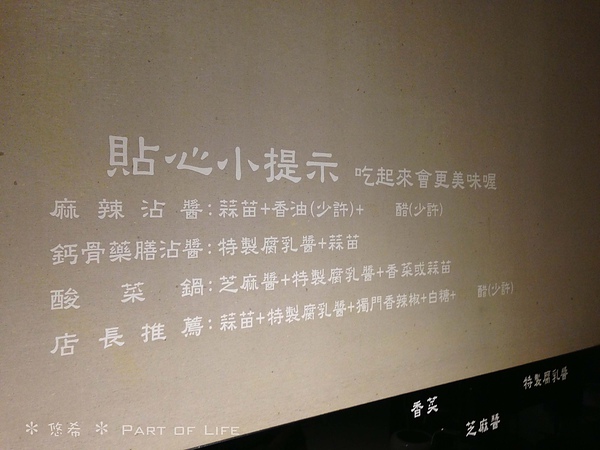 貼心小提示 吃起來會更美味喔
麻辣沾醬:蒜苗+香油(少許)+ 醋(少許)
鈣骨藥膳沾醬:特製腐乳醬+蒜苗
酸菜鍋:芝麻醬+特製腐乳醬+香菜或蒜苗
店長推薦:蒜苗+特製腐乳醬+獨門香辣椒+白糖+ 醋(少許)
特製腐乳醬
香菜
芝麻醬
＊悠希＊ PART OF LIFE